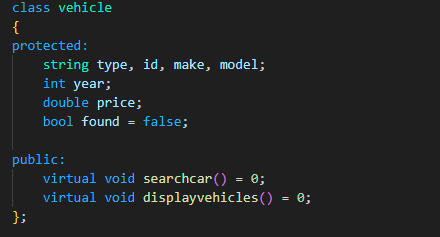 class vehicle
{
protected:
    string type, id, make, model;
    int year;
    double price;
    bool found = false;

public:
    virtual void searchcar() = 0;
    virtual void displayvehicles() = 0;
};